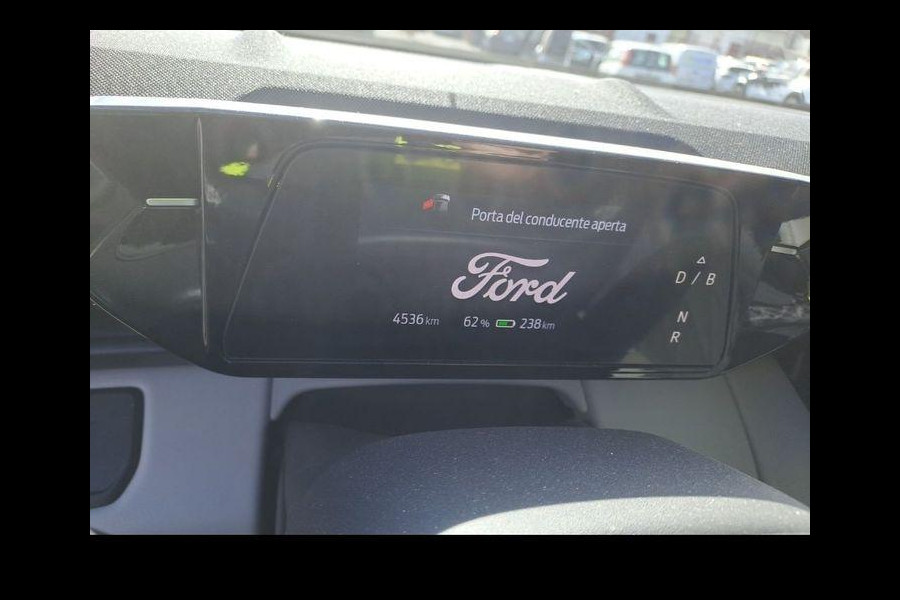 Porta del conducente aperta
Ford
4536 km 62 % 238 km
D / B
N
R